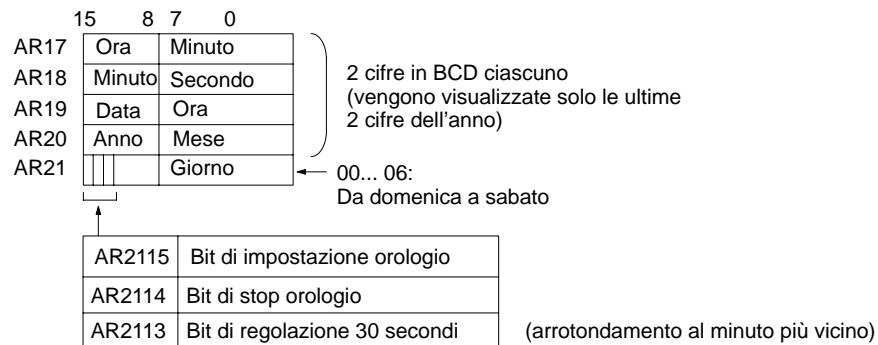 15 8 7 0
AR17 Ora Minuto
AR18 Minuto Secondo
AR19 Data Ora
AR20 Anno Mese
AR21 Giorno
2 cifre in BCD ciascuno
(vengono visualizzate solo le ultime
2 cifre dell'anno)
00... 06:
Da domenica a sabato
AR2115 Bit di impostazione orologio
AR2114 Bit di stop orologio
AR2113 Bit di regolazione 30 secondi (arrotondamento al minuto più vicino)